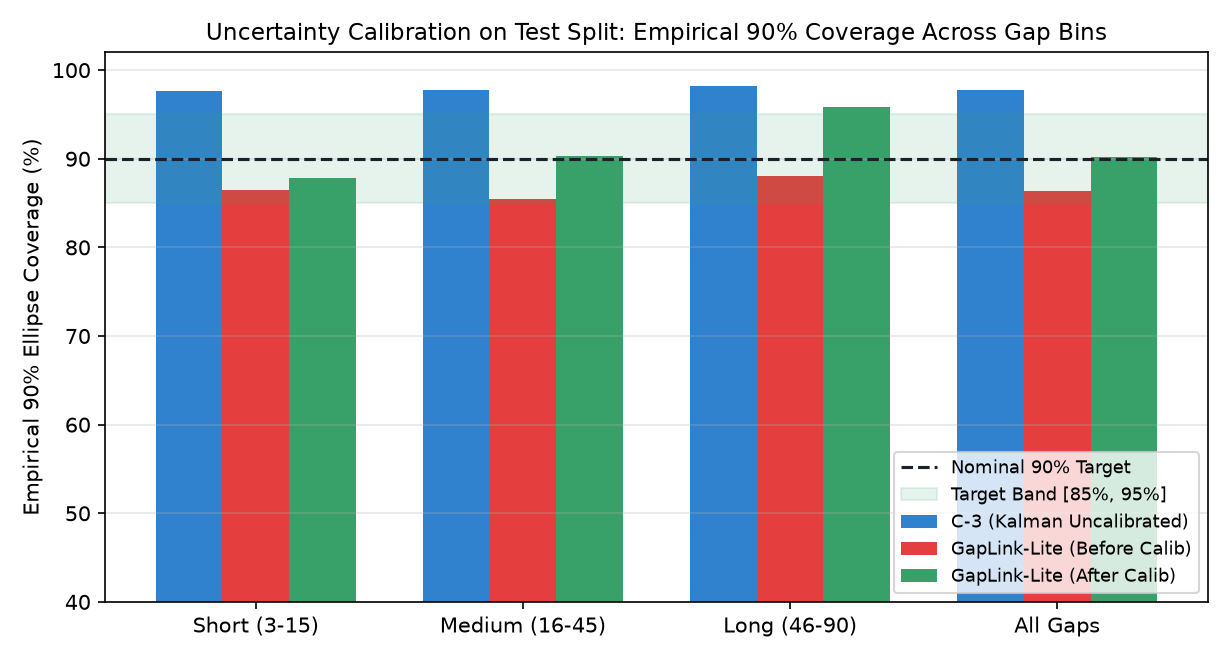 Uncertainty Calibration on Test Split: Empirical 90% Coverage Across Gap Bins
Empirical 90% Ellipse Coverage (%)
100
90
80
70
60
50
40
Short (3-15)
Medium (16-45)
Long (46-90)
All Gaps
Nominal 90% Target
Target Band [85%, 95%]
C-3 (Kalman Uncalibrated)
GapLink-Lite (Before Calib)
GapLink-Lite (After Calib)